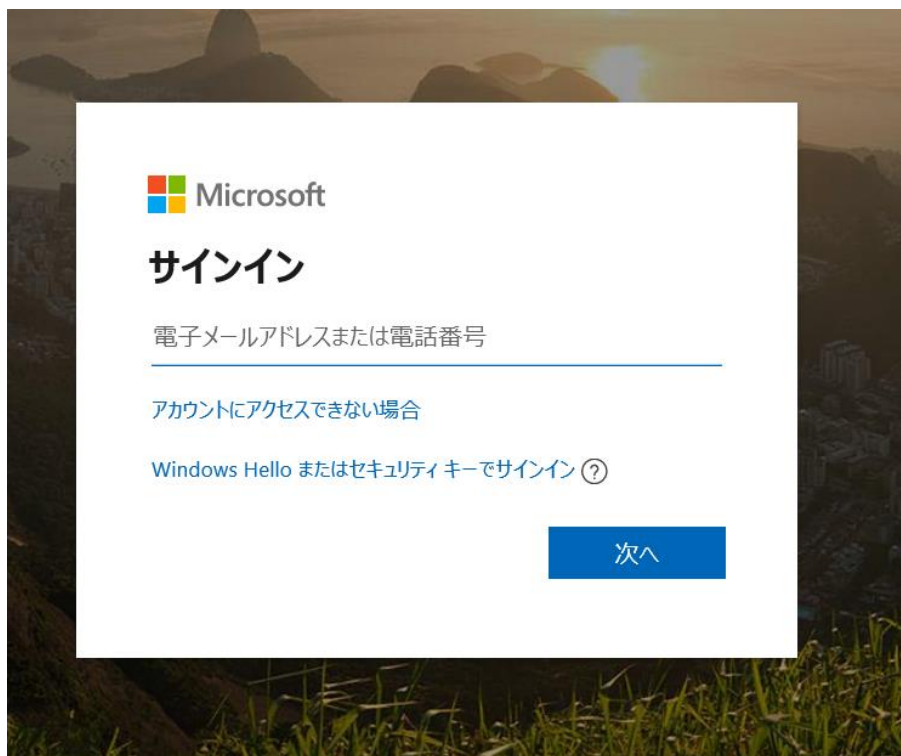 Microsoft
サインイン
電子メールアドレスまたは電話番号
アカウントにアクセスできない場合
Windows Hello またはセキュリティ キーでサインイン ?
次へ